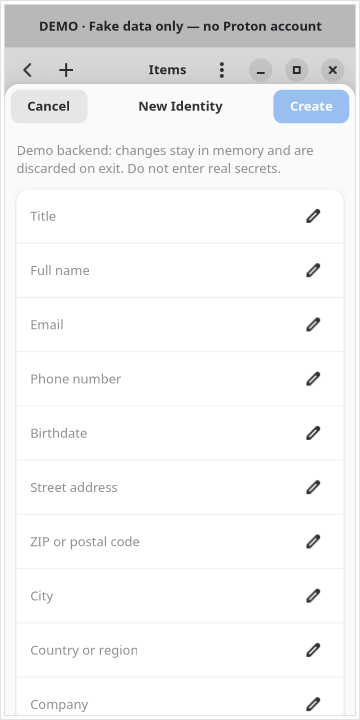 DEMO · Fake data only — no Proton account
Items
Cancel
New Identity
Create
Demo backend: changes stay in memory and are
discarded on exit. Do not enter real secrets.
Title
Full name
Email
Phone number
Birthdate
Street address
ZIP or postal code
City
Country or region
Company